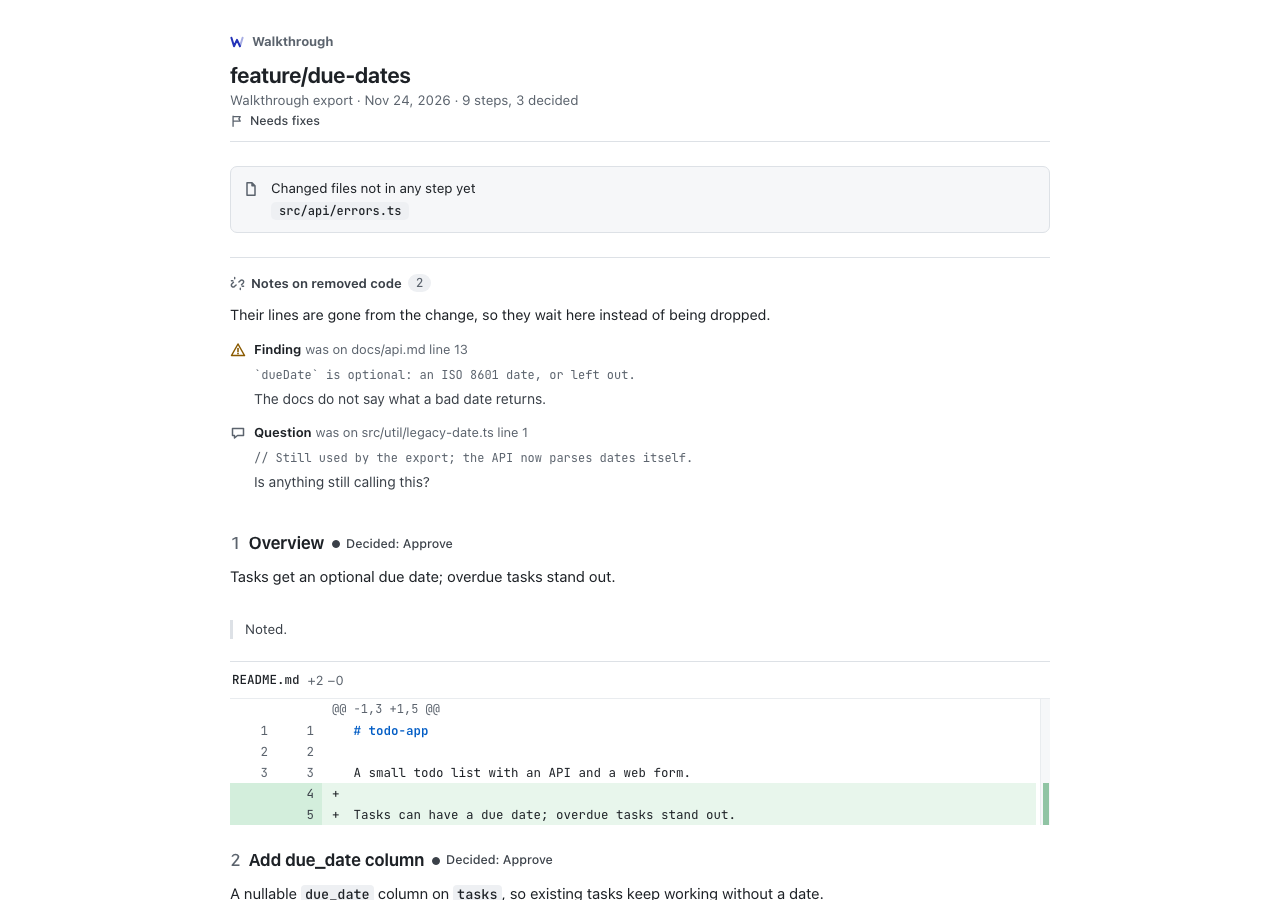 Walkthrough
feature/due-dates
Walkthrough export · Nov 24, 2026 · 9 steps, 3 decided
Needs fixes
Changed files not in any step yet
src/api/errors.ts
Notes on removed code 2
Their lines are gone from the change, so they wait here instead of being dropped.
Finding was on docs/api.md line 13
`dueDate` is optional: an ISO 8601 date, or left out.
The docs do not say what a bad date returns.
Question was on src/util/legacy-date.ts line 1
// Still used by the export; the API now parses dates itself.
Is anything still calling this?
1 Overview ● Decided: Approve
Tasks get an optional due date; overdue tasks stand out.
Noted.
README.md +2 −0
@@ -1,3 +1,5 @@
1 1 # todo-app
2 2
3 3 A small todo list with an API and a web form.
4 +
5 + Tasks can have a due date; overdue tasks stand out.
2 Add due_date column ● Decided: Approve
A nullable due_date column on tasks, so existing tasks keep working without a date.